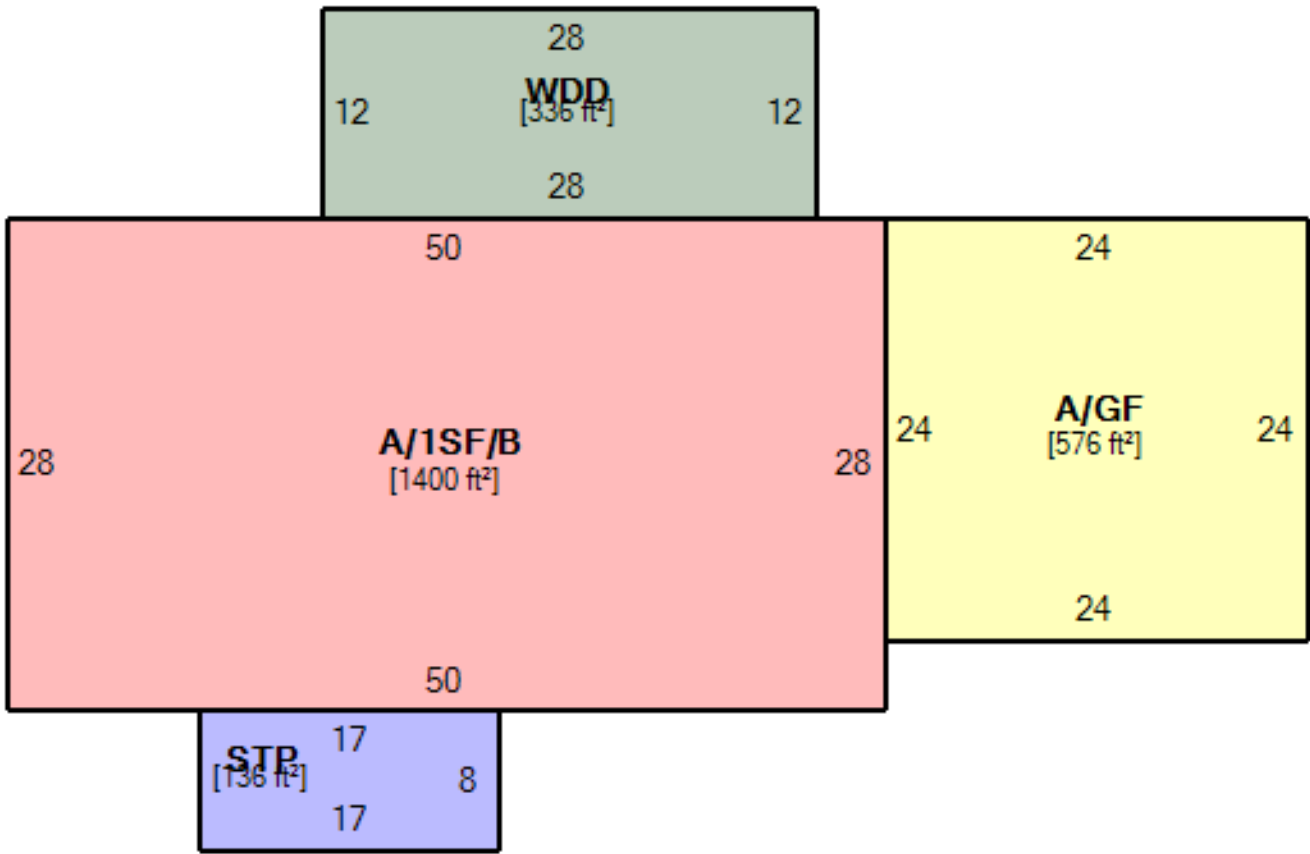 28
WDD
12 [336 ft²] 12
28
50 24
A/GF
24 [576 ft²] 24
A/1SF/B
28 [1400 ft²] 28
24
50
17
STP
[136 ft²] 8
17